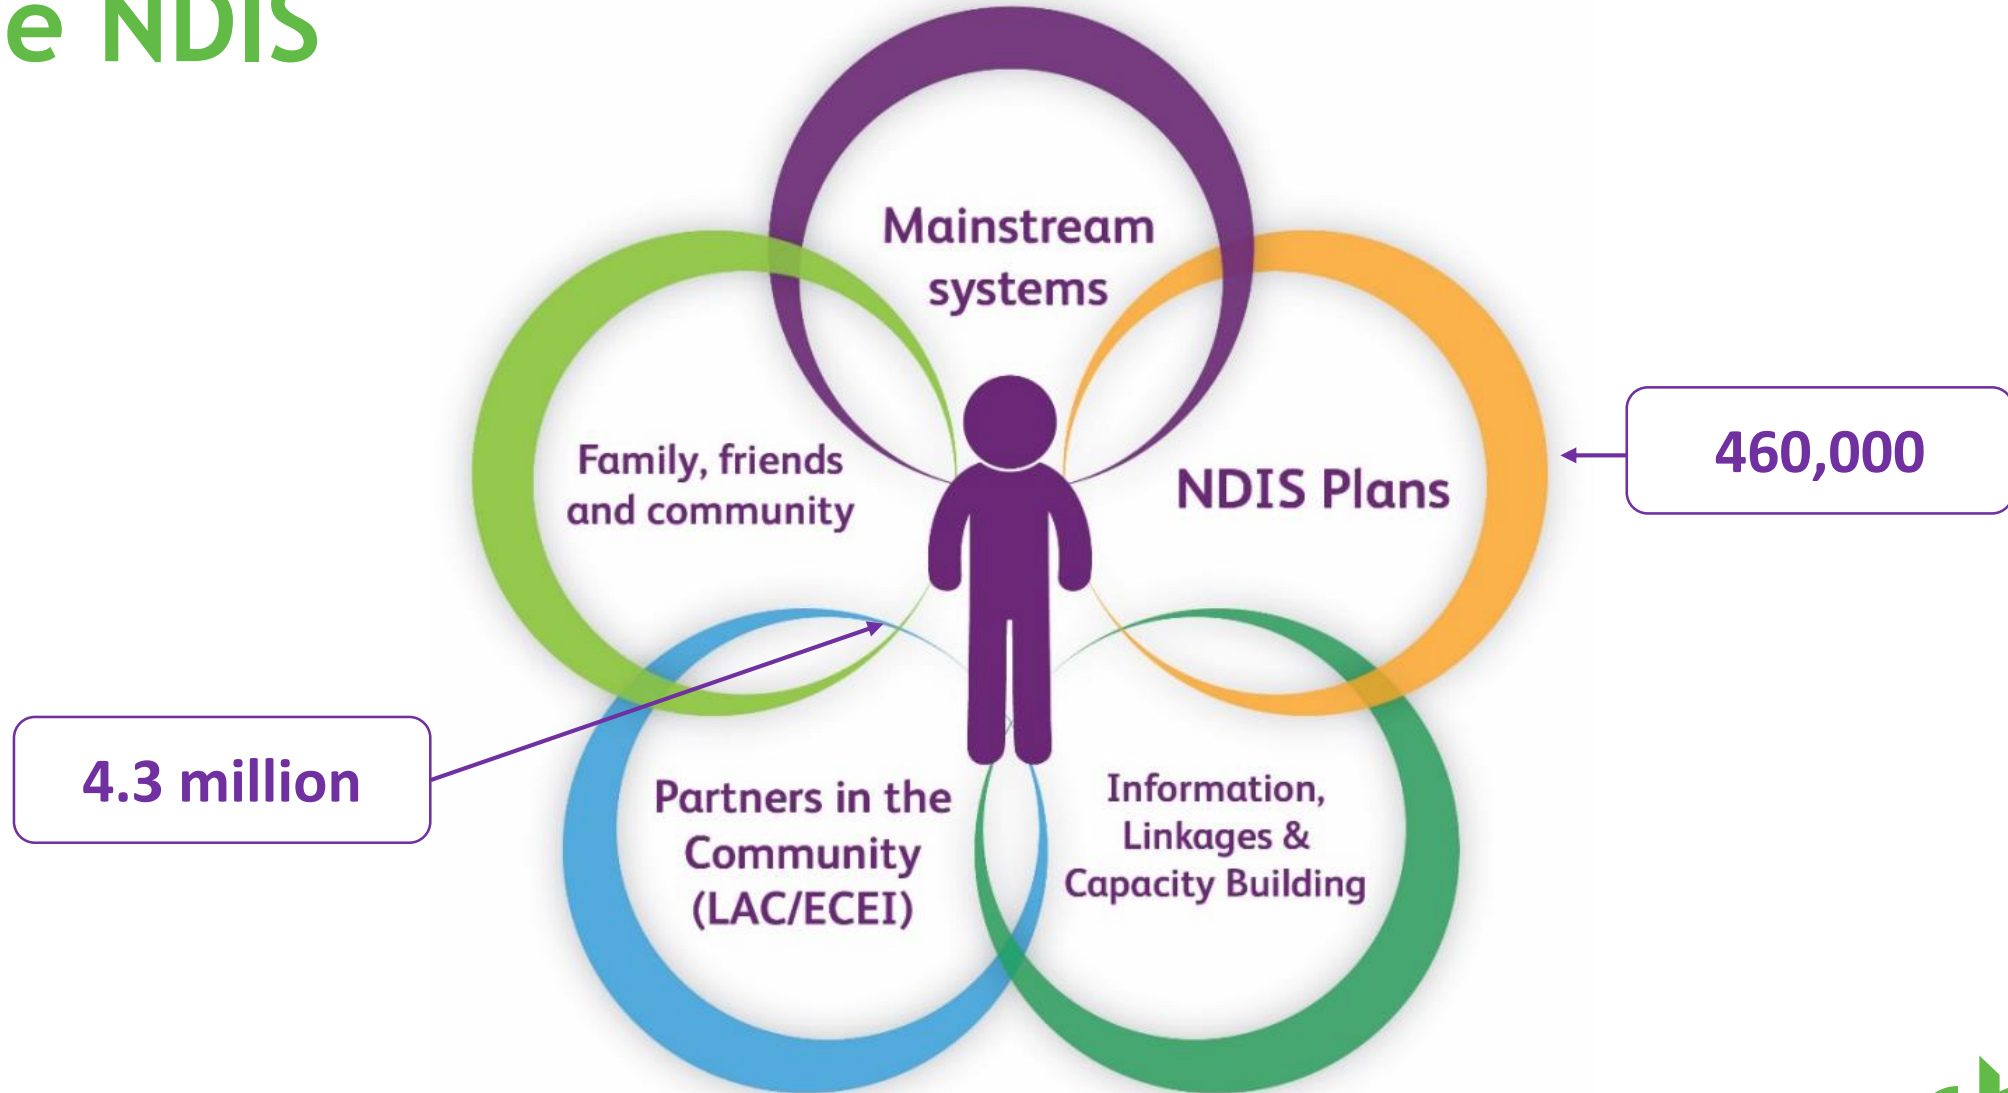 e NDIS
Mainstream
systems
Family, friends
and community
NDIS Plans
460,000
4.3 million
Partners in the
Community
(LAC/ECEI)
Information,
Linkages &
Capacity Building